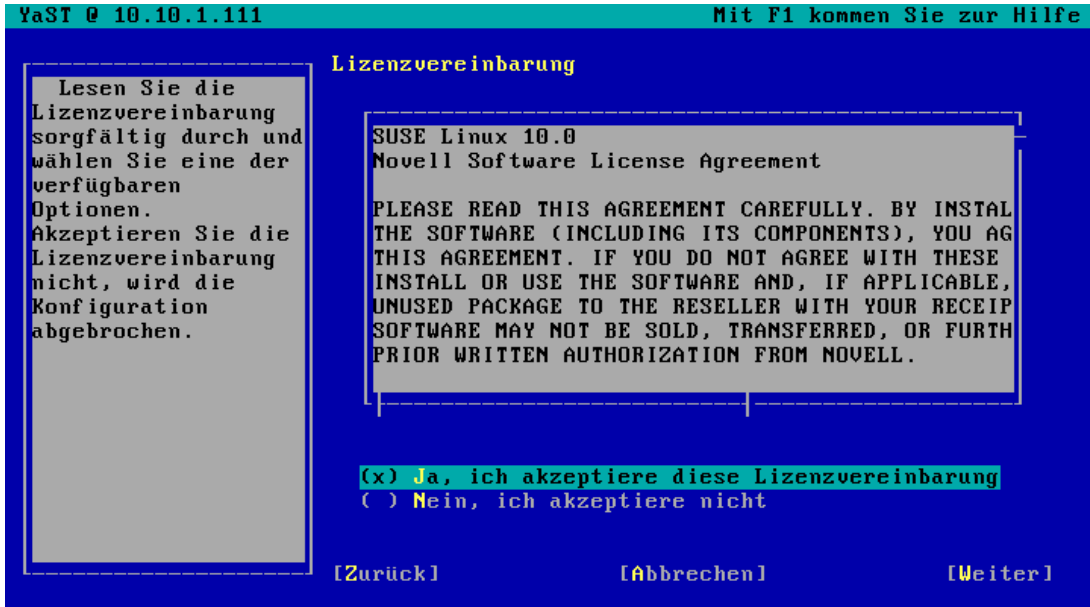 YaST @ 10.10.1.111 Mit F1 kommen Sie zur Hilfe
Lesen Sie die
Lizenzvereinbarung
sorgfältig durch und
wählen Sie eine der
verfügbaren
Optionen.
Akzeptieren Sie die
Lizenzvereinbarung
nicht, wird die
Konfiguration
abgebrochen.
Lizenzvereinbarung
SUSE Linux 10.0
Novell Software License Agreement
PLEASE READ THIS AGREEMENT CAREFULLY. BY INSTAL
THE SOFTWARE (INCLUDING ITS COMPONENTS), YOU AG
THIS AGREEMENT. IF YOU DO NOT AGREE WITH THESE
INSTALL OR USE THE SOFTWARE AND, IF APPLICABLE,
UNUSED PACKAGE TO THE RESELLER WITH YOUR RECEIP
SOFTWARE MAY NOT BE SOLD, TRANSFERRED, OR FURTH
PRIOR WRITTEN AUTHORIZATION FROM NOVELL.
(x) Ja, ich akzeptiere diese Lizenzvereinbarung
( ) Nein, ich akzeptiere nicht
[Zurück] [Abbrechen] [Weiter]